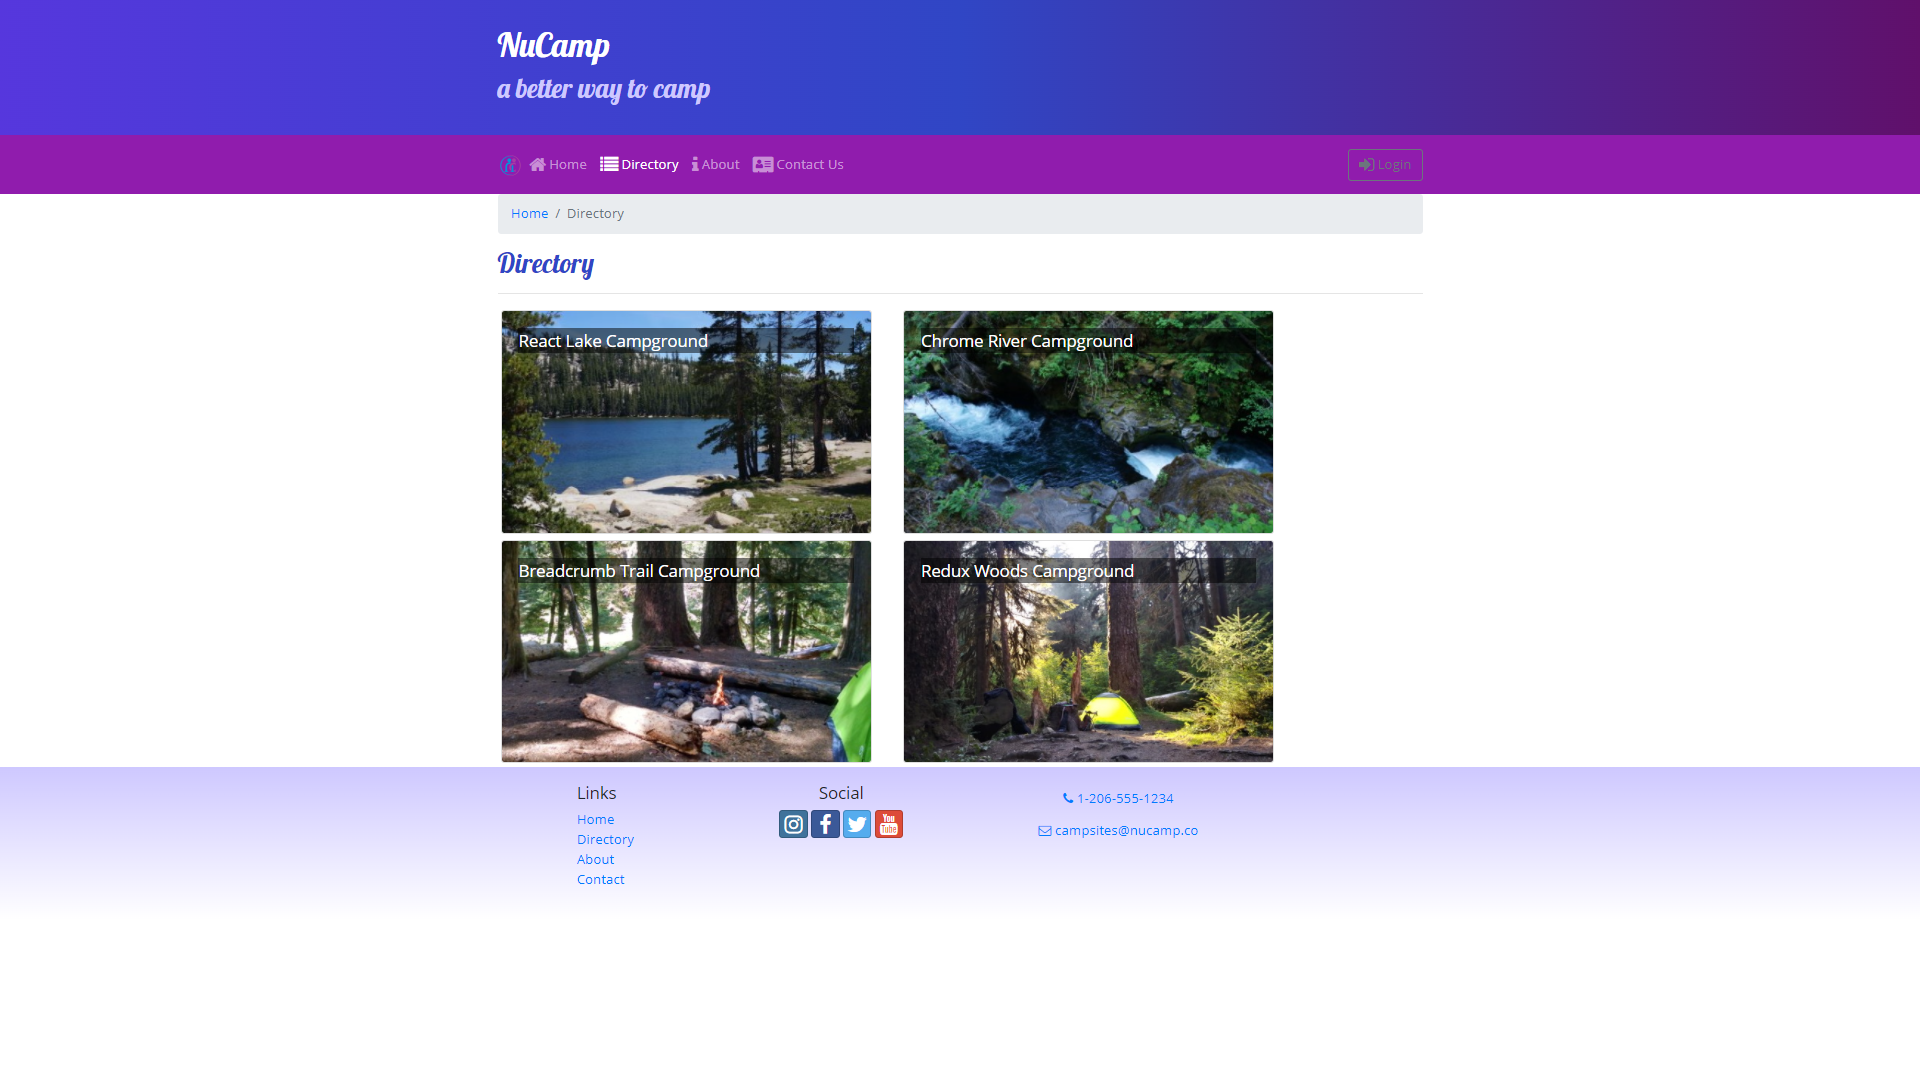 NuCamp
a better way to camp
Home Directory About Contact Us Login
Home / Directory
Directory
React Lake Campground
Chrome River Campground
Breadcrumb Trail Campground
Redux Woods Campground
Links
Home
Directory
About
Contact
Social
You
Tube
1-206-555-1234
campsites@nucamp.co